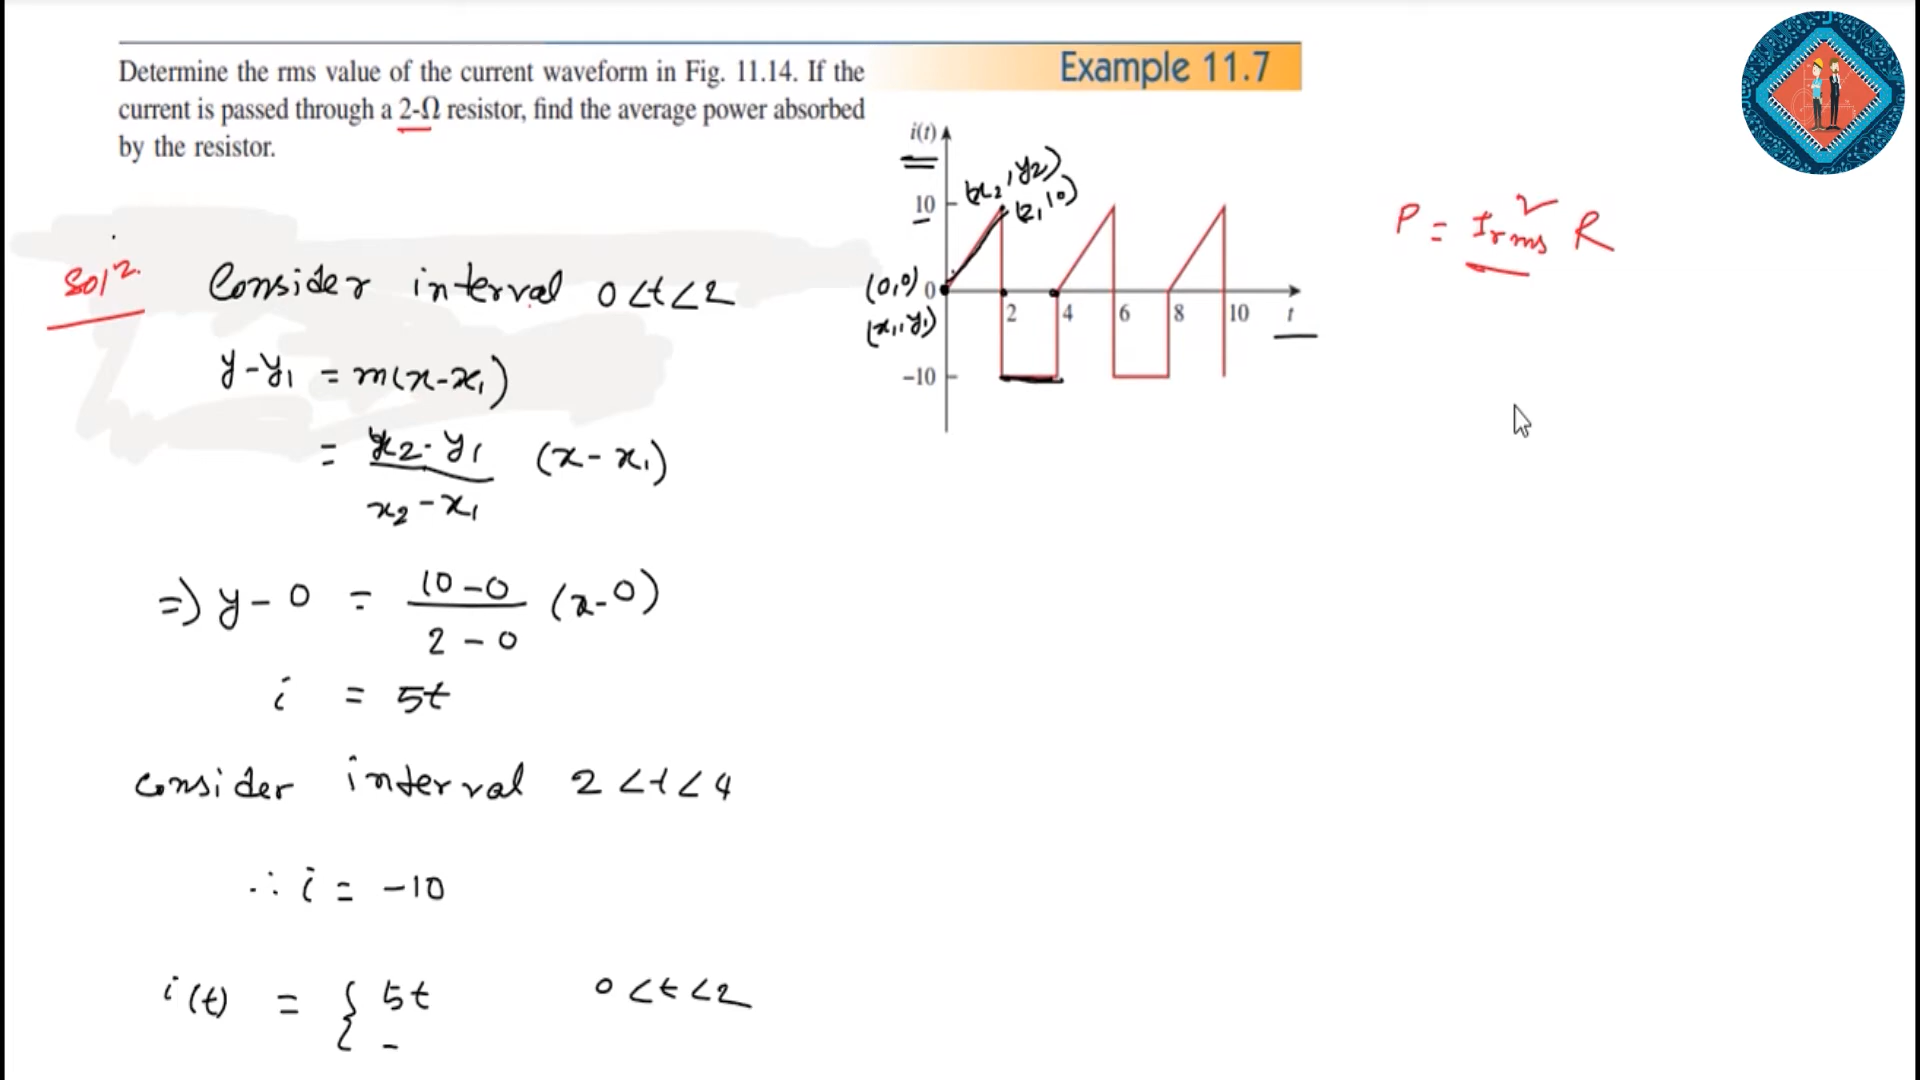 Example 11.7
Determine the rms value of the current waveform in Fig. 11.14. If the
current is passed through a 2-Ω resistor, find the average power absorbed
by the resistor.
i(t)
(x2, y2)
10
(2, 10)
(0,0) 0
(x1, y1)
2 4 6 8 10 t
-10
P = Irms² R
Sol
Consider interval 0 < t < 2
y - y1 = m(x - x1)
= y2 - y1 (x - x1)
x2 - x1
=) y - 0 = 10 - 0 (x - 0)
2 - 0
i = 5t
consider interval 2 < t < 4
∴ i = -10
i(t) = { 5t 0 < t < 2
-